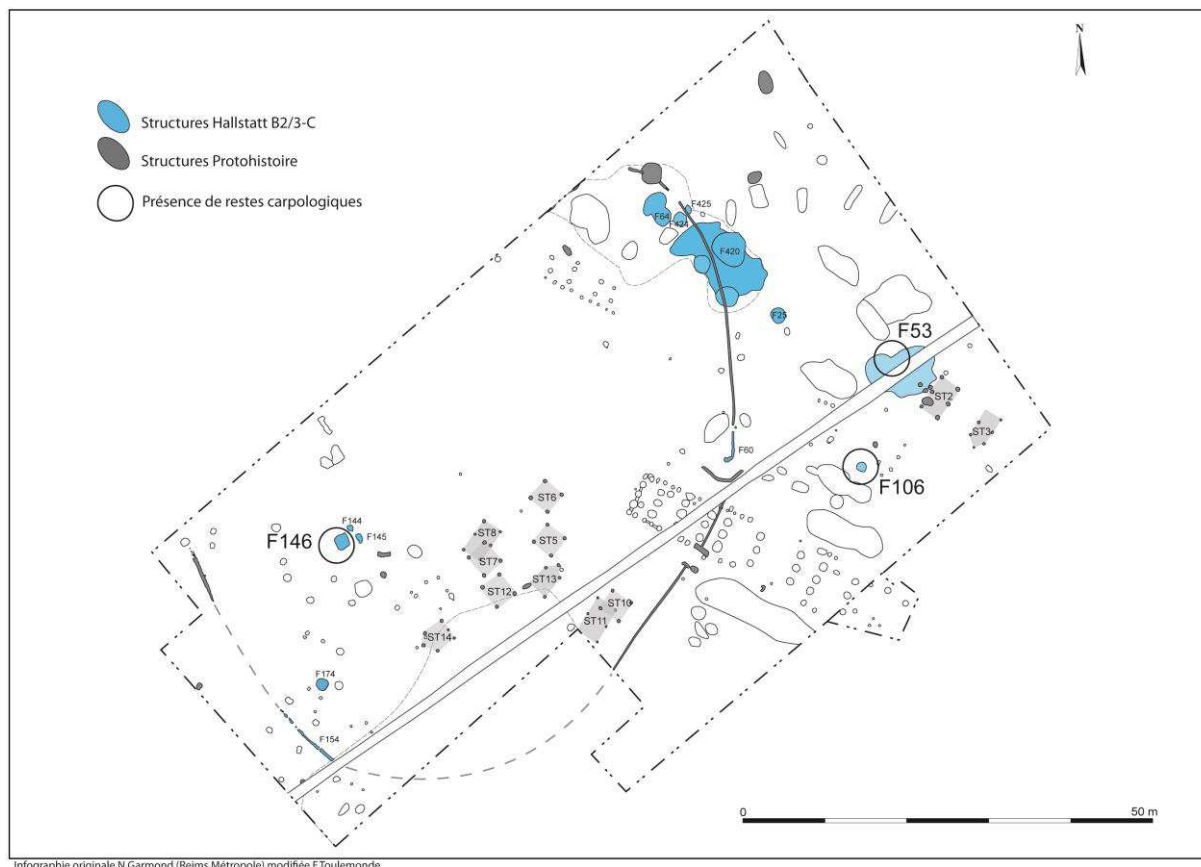 N
Structures Hallstatt B2/3-C
Structures Protohistoire
Présence de restes carpologiques
F425
F64
F424
F420
F25
F53
ST2
ST3
F60
F106
ST6
F144
F146
F145
ST8
ST5
ST7
ST13
ST12
ST10
ST11
ST14
F174
F154
0
50 m
Infographie originale N Garmond (Reims Métropole) modifiée F Toulemonde